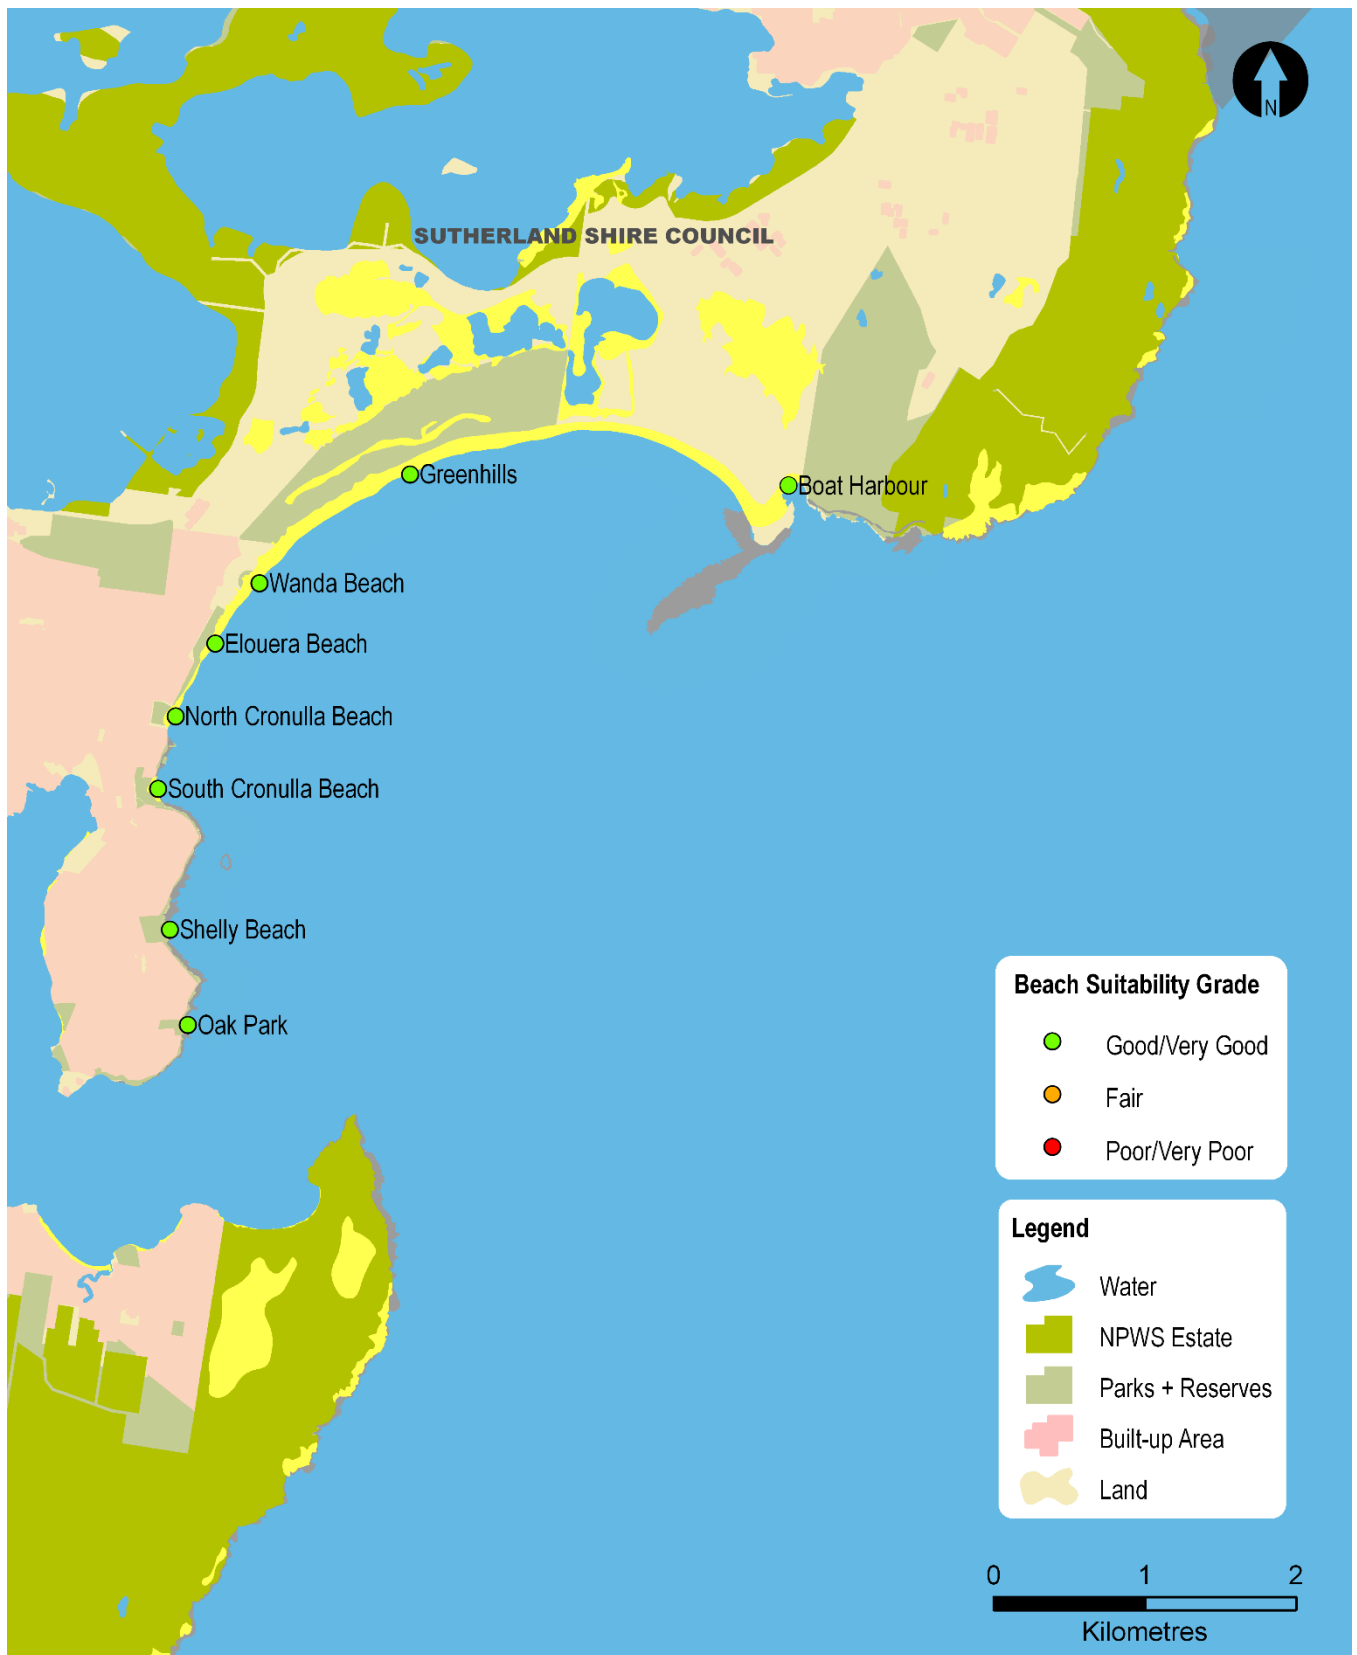 N
SUTHERLAND SHIRE COUNCIL
Greenhills
Boat Harbour
Wanda Beach
Elouera Beach
North Cronulla Beach
South Cronulla Beach
Shelly Beach
Oak Park
Beach Suitability Grade
Good/Very Good
Fair
Poor/Very Poor
Legend
Water
NPWS Estate
Parks + Reserves
Built-up Area
Land
0 1 2
Kilometres